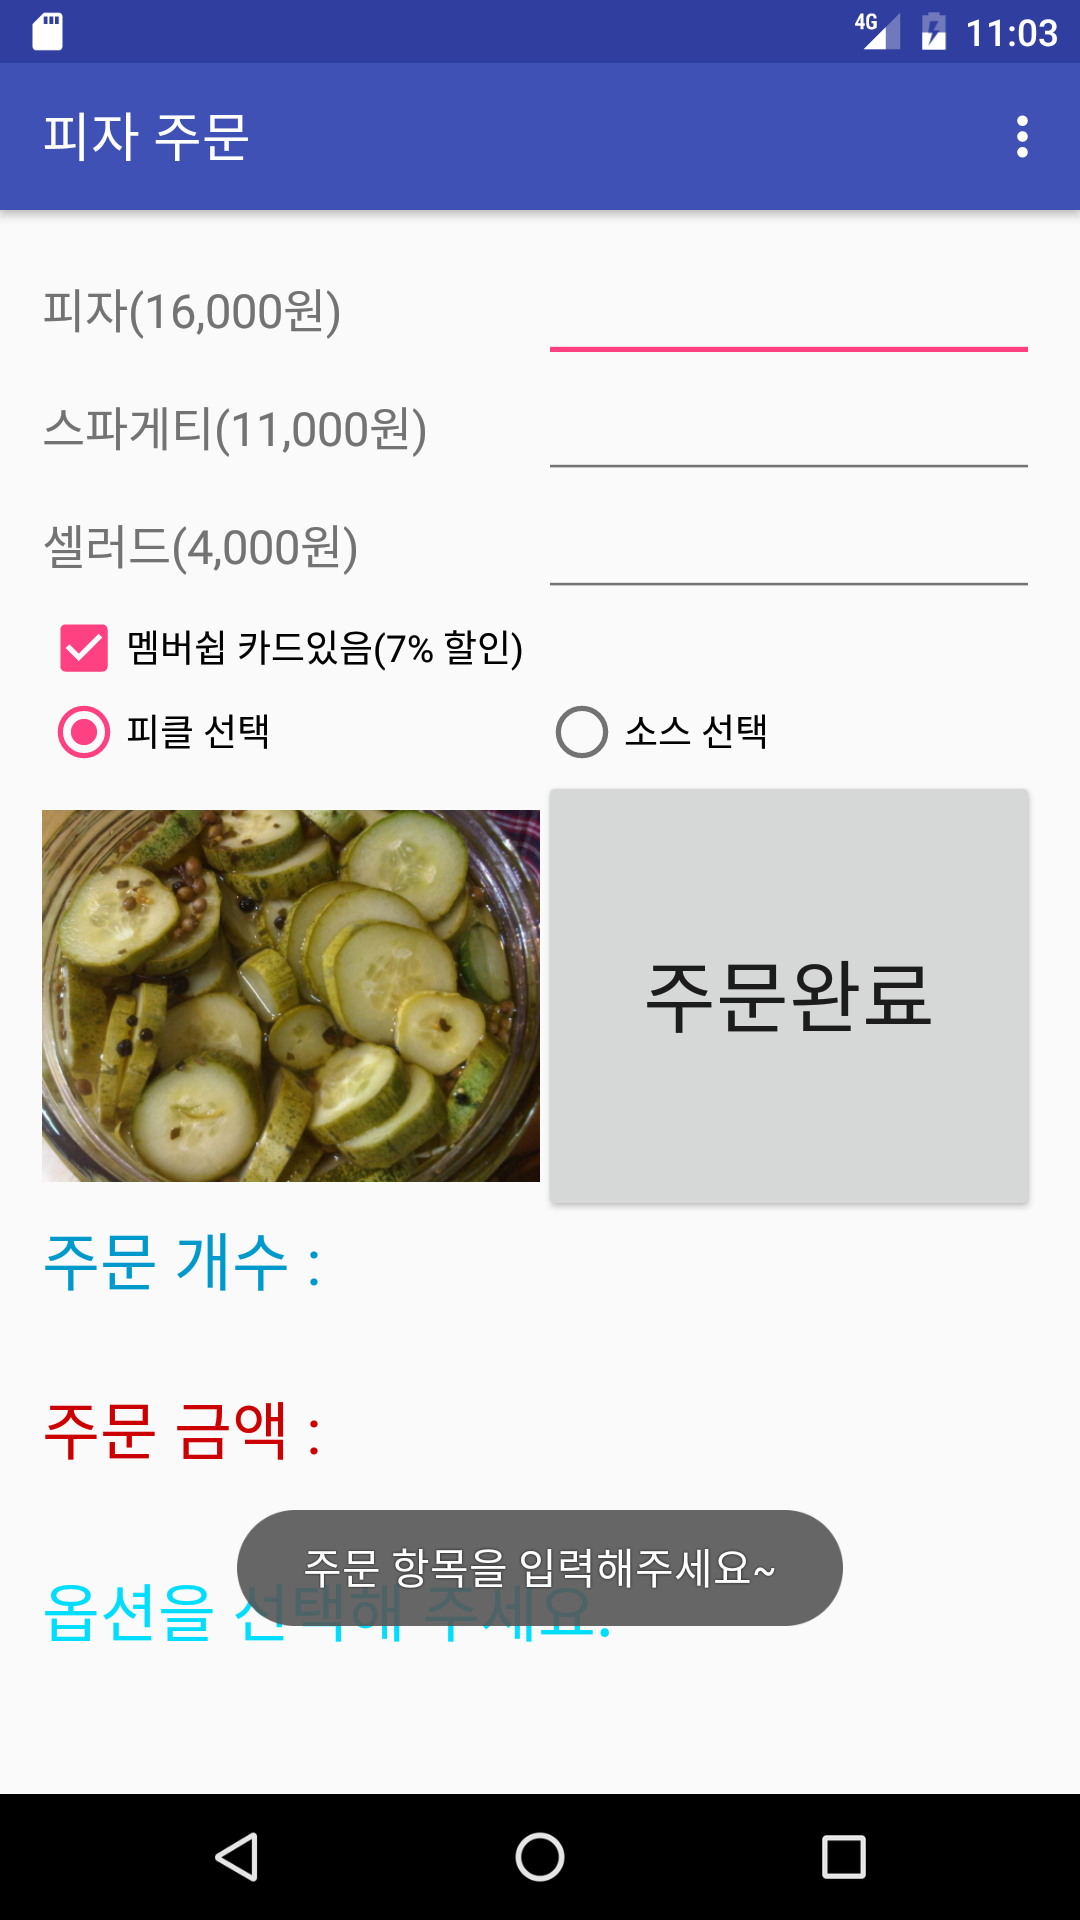 4G 11:03
피자 주문
피자(16,000원)
스파게티(11,000원)
셀러드(4,000원)
멤버쉽 카드있음(7% 할인)
피클 선택 소스 선택
주문완료
주문 개수 :
주문 금액 :
주문 항목을 입력해주세요~
옵션을 선택해 주세요.